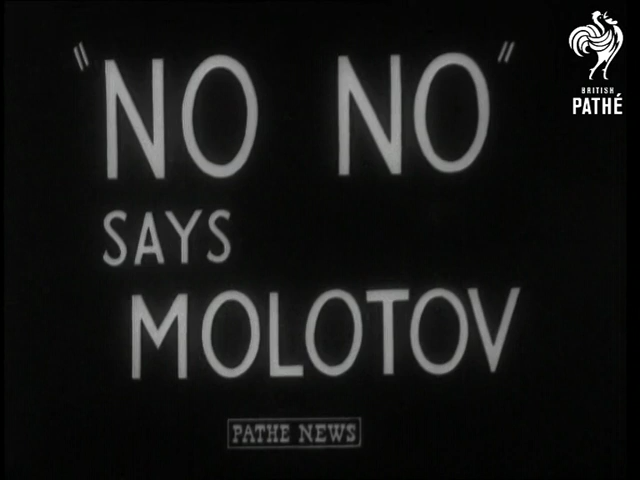 "NO NO"
SAYS
MOLOTOV
PATHE NEWS
BRITISH
PATHÉ